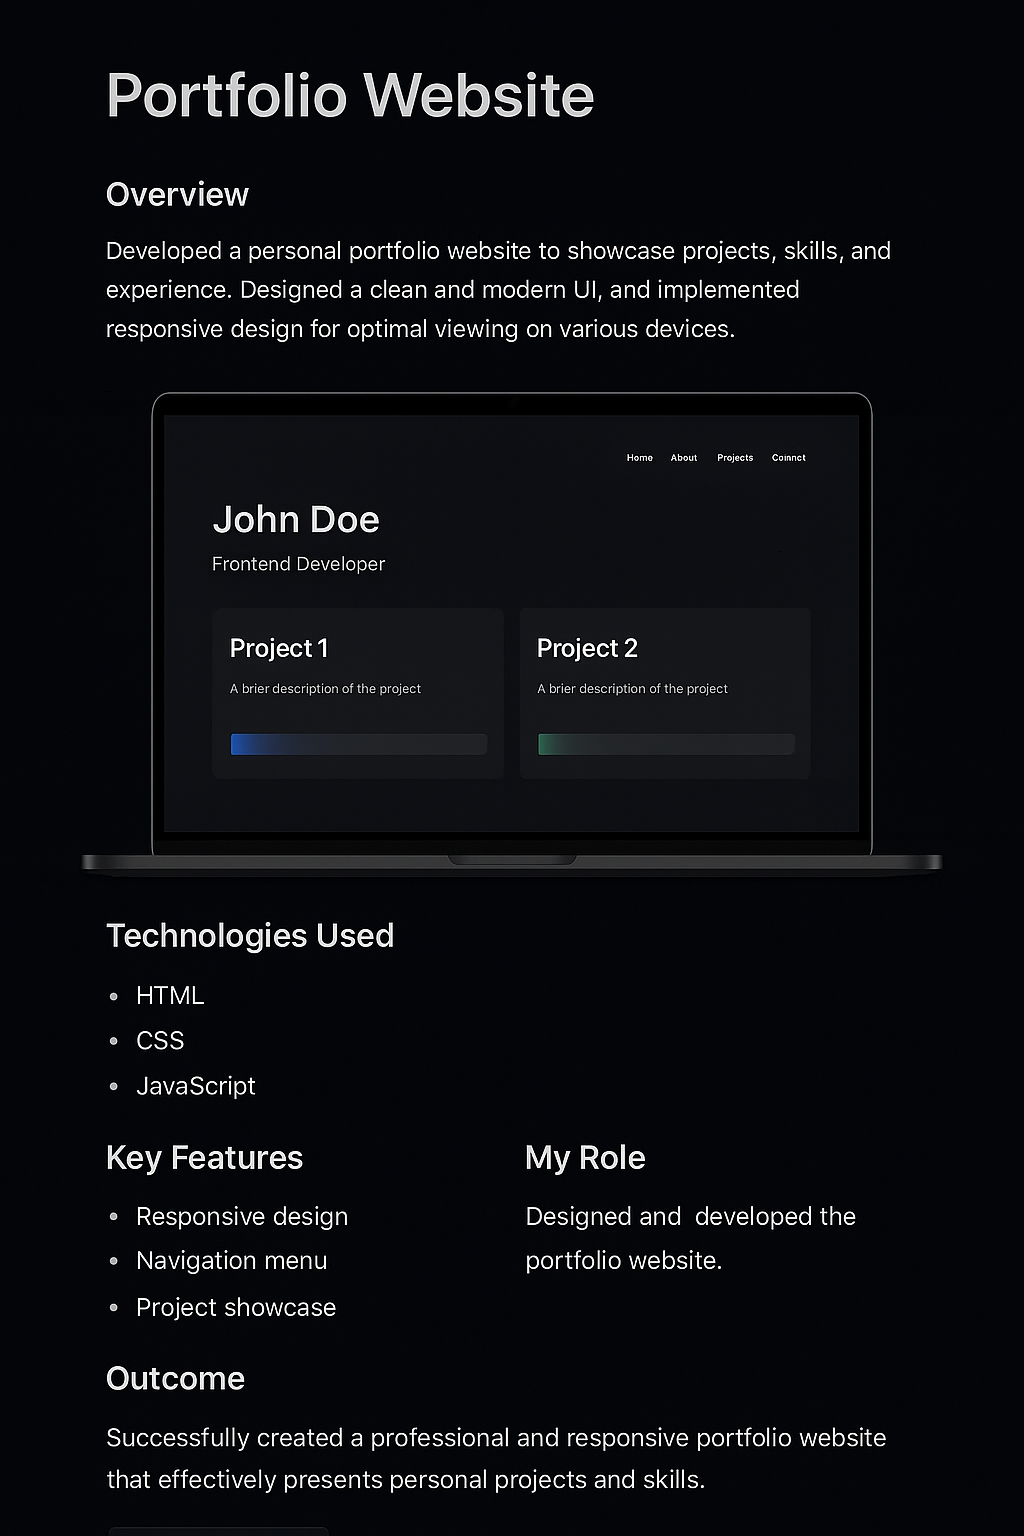 Portfolio Website
Overview
Developed a personal portfolio website to showcase projects, skills, and
experience. Designed a clean and modern UI, and implemented
responsive design for optimal viewing on various devices.
Home About Projects Coinnct
John Doe
Frontend Developer
Project 1
A brier description of the project
Project 2
A brier description of the project
Technologies Used
• HTML
• CSS
• JavaScript
Key Features
• Responsive design
• Navigation menu
• Project showcase
My Role
Designed and developed the
portfolio website.
Outcome
Successfully created a professional and responsive portfolio website
that effectively presents personal projects and skills.